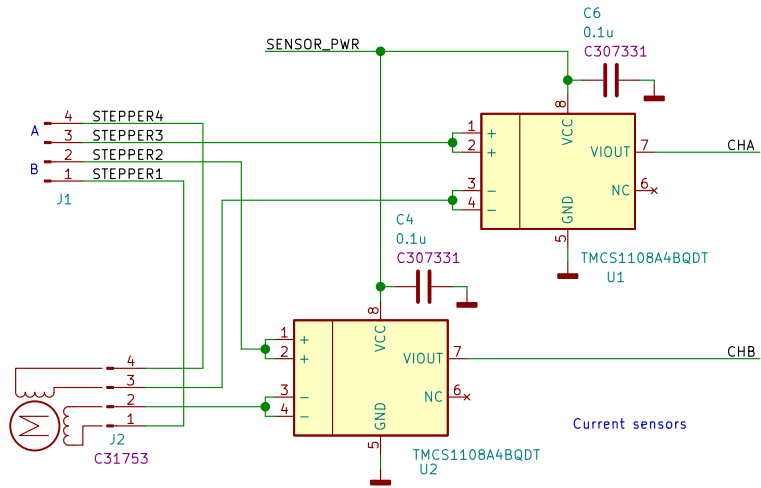 C6
0.1u
C307331
SENSOR_PWR
8
VCC
A
4 STEPPER4
3 STEPPER3
B
2 STEPPER2
1 STEPPER1
J1
1 +
2 +
3 −
4 −
VIOUT 7
CHA
NC 6
GND
5
TMCS1108A4BQDT
U1
C4
0.1u
C307331
8
VCC
1 +
2 +
3 −
4 −
VIOUT 7
CHB
NC 6
GND
5
TMCS1108A4BQDT
U2
Current sensors
4
3
2
1
M
J2
C31753